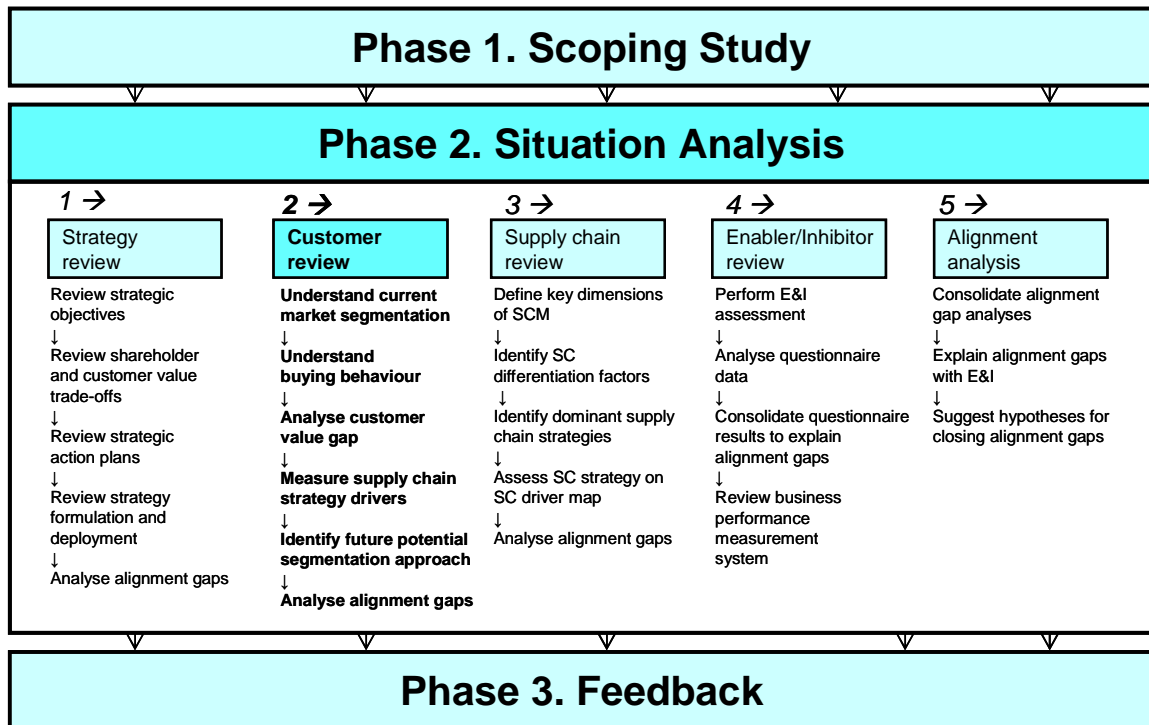 Phase 1. Scoping Study
Phase 2. Situation Analysis
1 →
Strategy
review
Review strategic
objectives
↓
Review shareholder
and customer value
trade-offs
↓
Review strategic
action plans
↓
Review strategy
formulation and
deployment
↓
Analyse alignment gaps
2 →
Customer
review
Understand current
market segmentation
↓
Understand
buying behaviour
↓
Analyse customer
value gap
↓
Measure supply chain
strategy drivers
↓
Identify future potential
segmentation approach
↓
Analyse alignment gaps
3 →
Supply chain
review
Define key dimensions
of SCM
↓
Identify SC
differentiation factors
↓
Identify dominant supply
chain strategies
↓
Assess SC strategy on
SC driver map
↓
Analyse alignment gaps
4 →
Enabler/Inhibitor
review
Perform E&I
assessment
↓
Analyse questionnaire
data
↓
Consolidate questionnaire
results to explain
alignment gaps
↓
Review business
performance
measurement
system
5 →
Alignment
analysis
Consolidate alignment
gap analyses
↓
Explain alignment gaps
with E&I
↓
Suggest hypotheses for
closing alignment gaps
Phase 3. Feedback